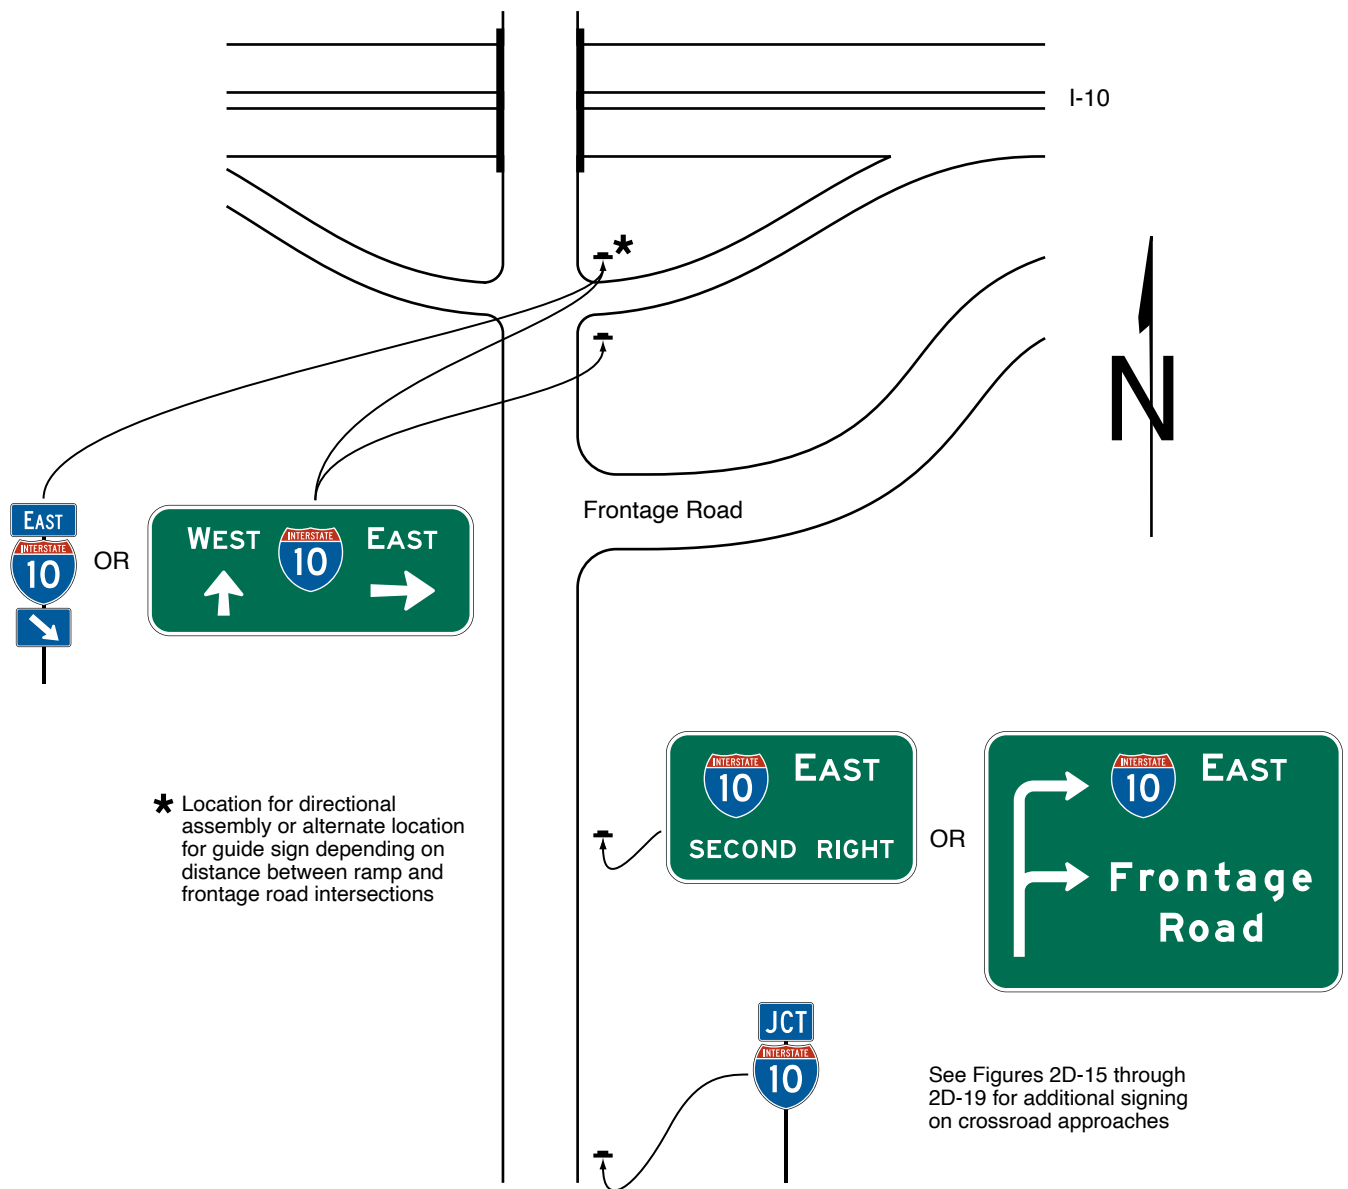 I-10
N
Frontage Road
EAST
INTERSTATE
10
OR
WEST
INTERSTATE
10
EAST
* Location for directional
assembly or alternate location
for guide sign depending on
distance between ramp and
frontage road intersections
INTERSTATE
10
EAST
SECOND RIGHT
OR
INTERSTATE
10
EAST
Frontage
Road
JCT
INTERSTATE
10
See Figures 2D-15 through
2D-19 for additional signing
on crossroad approaches
*